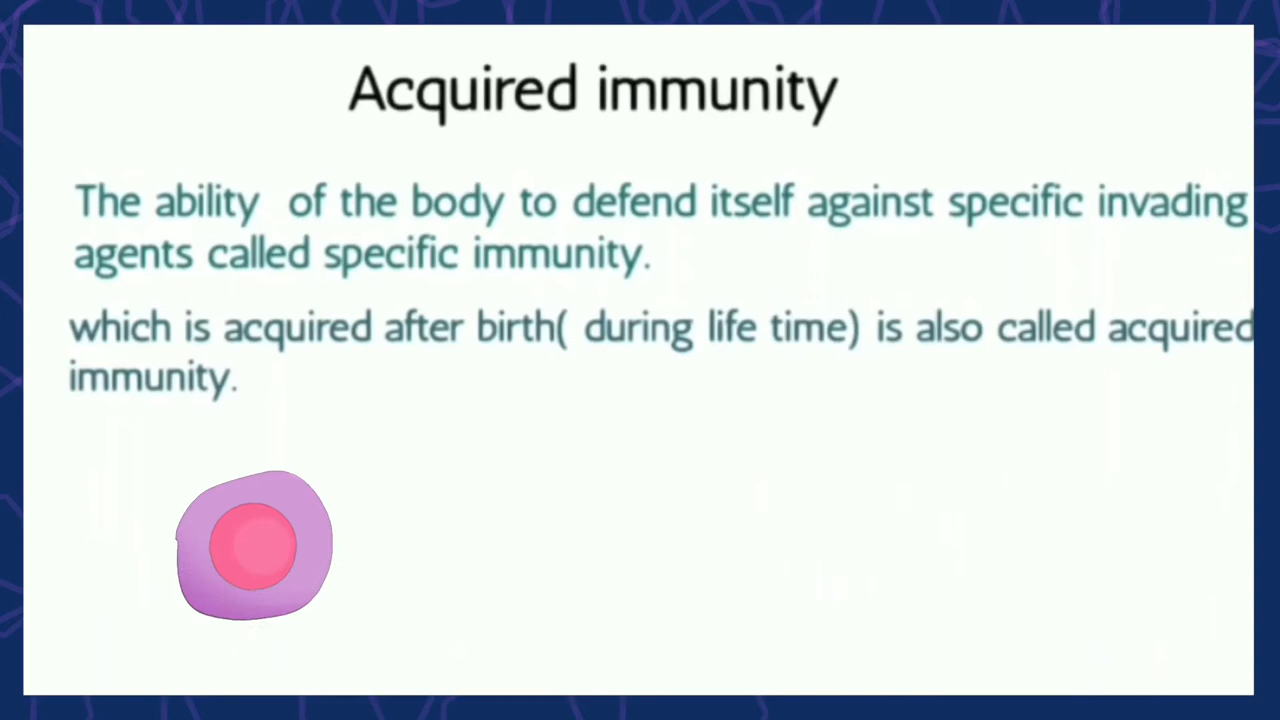 Acquired immunity
The ability of the body to defend itself against specific invading
agents called specific immunity.
which is acquired after birth( during life time) is also called acquired
immunity.